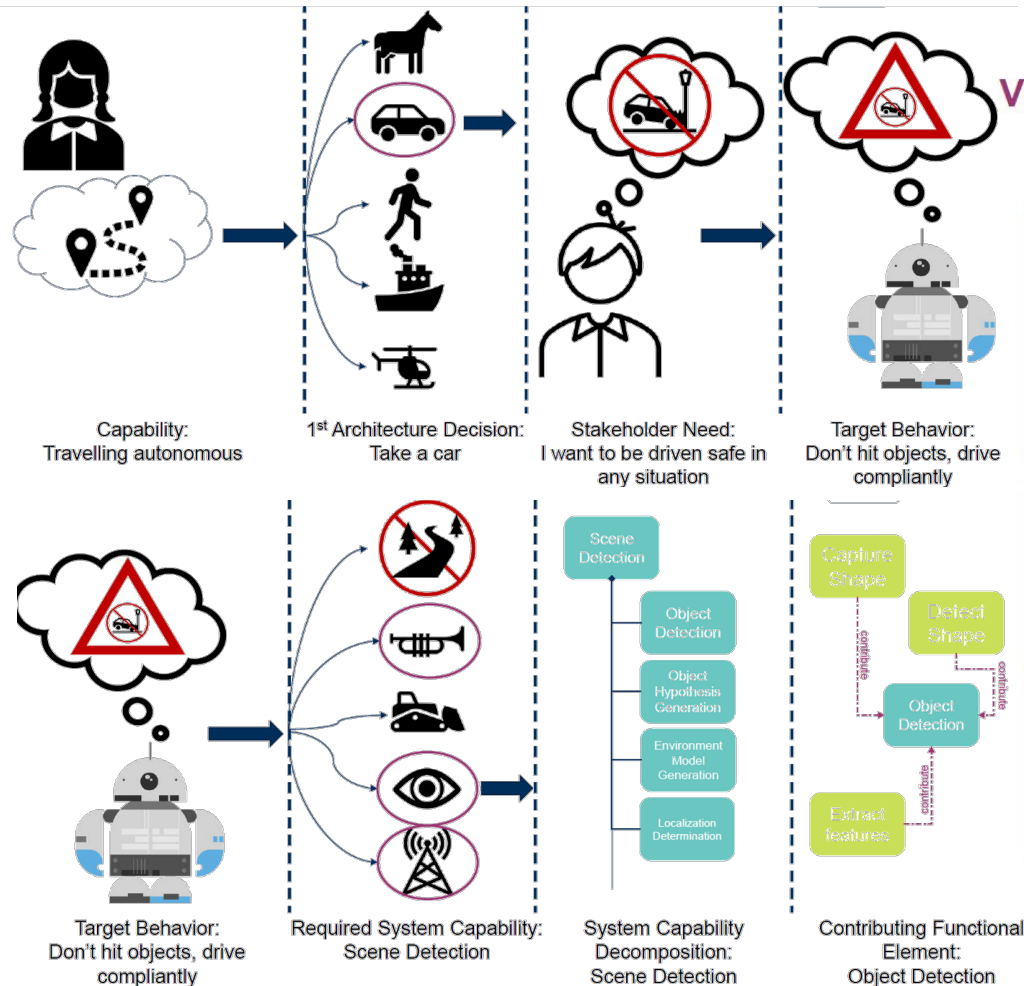 V
Capability:
Travelling autonomous
1st Architecture Decision:
Take a car
Stakeholder Need:
I want to be driven safe in
any situation
Target Behavior:
Don't hit objects, drive
compliantly
Scene
Detection
Object
Detection
Object
Hypothesis
Generation
Environment
Model
Generation
Localization
Determination
Capture
Shape
Detect
Shape
contribute
contribute
Object
Detection
contribute
Extract
features
Target Behavior:
Don't hit objects, drive
compliantly
Required System Capability:
Scene Detection
System Capability
Decomposition:
Scene Detection
Contributing Functional
Element:
Object Detection